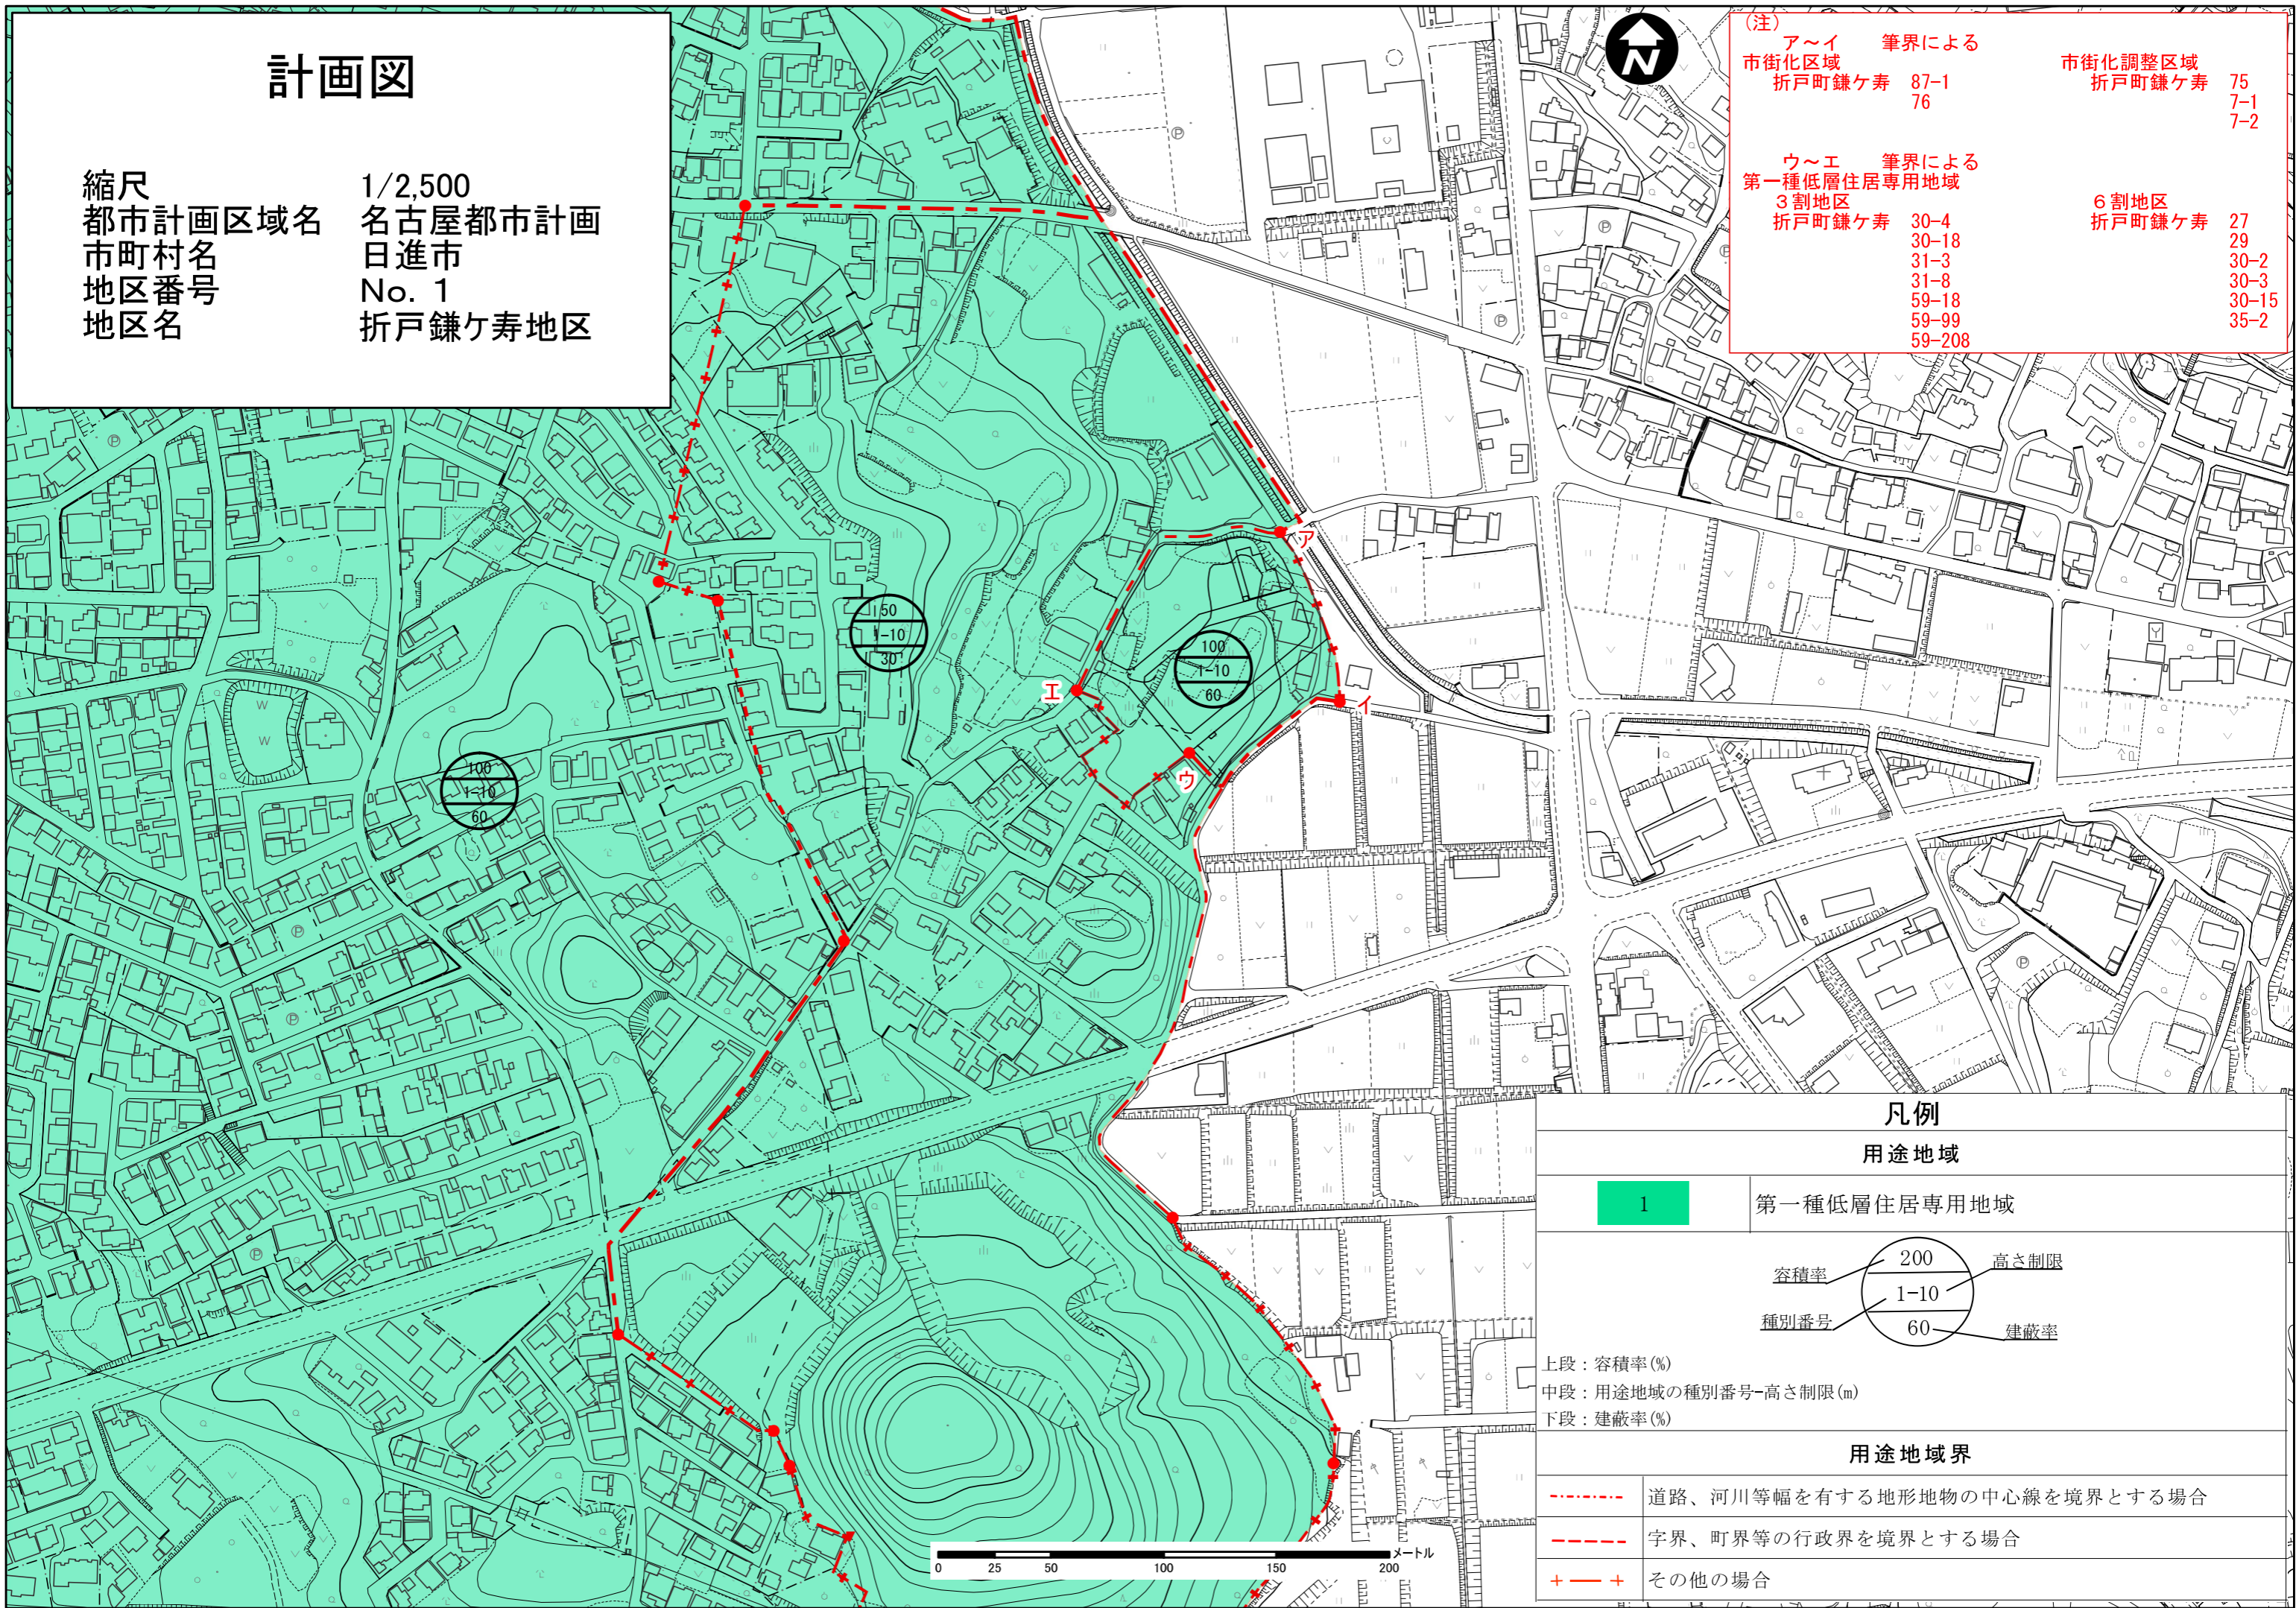 計画図
縮尺 1/2,500
都市計画区域名 名古屋都市計画
市町村名 日進市
地区番号 No. 1
地区名 折戸鎌ケ寿地区
N
(注)
ア～イ 筆界による
市街化区域 市街化調整区域
折戸町鎌ケ寿 87-1 折戸町鎌ケ寿 75
76 7-1
7-2
ウ～エ 筆界による
第一種低層住居専用地域
３割地区 ６割地区
折戸町鎌ケ寿 30-4 折戸町鎌ケ寿 27
30-18 29
31-3 30-2
31-8 30-3
59-18 30-15
59-99 35-2
59-208
ア
イ
ウ
エ
50
1-10
30
100
1-10
60
100
1-10
60
凡例
用途地域
1 第一種低層住居専用地域
容積率 200 高さ制限
種別番号 1-10
60 建蔽率
上段：容積率(%)
中段：用途地域の種別番号-高さ制限(m)
下段：建蔽率(%)
用途地域界
道路、河川等幅を有する地形地物の中心線を境界とする場合
字界、町界等の行政界を境界とする場合
その他の場合
メートル
0 25 50 100 150 200